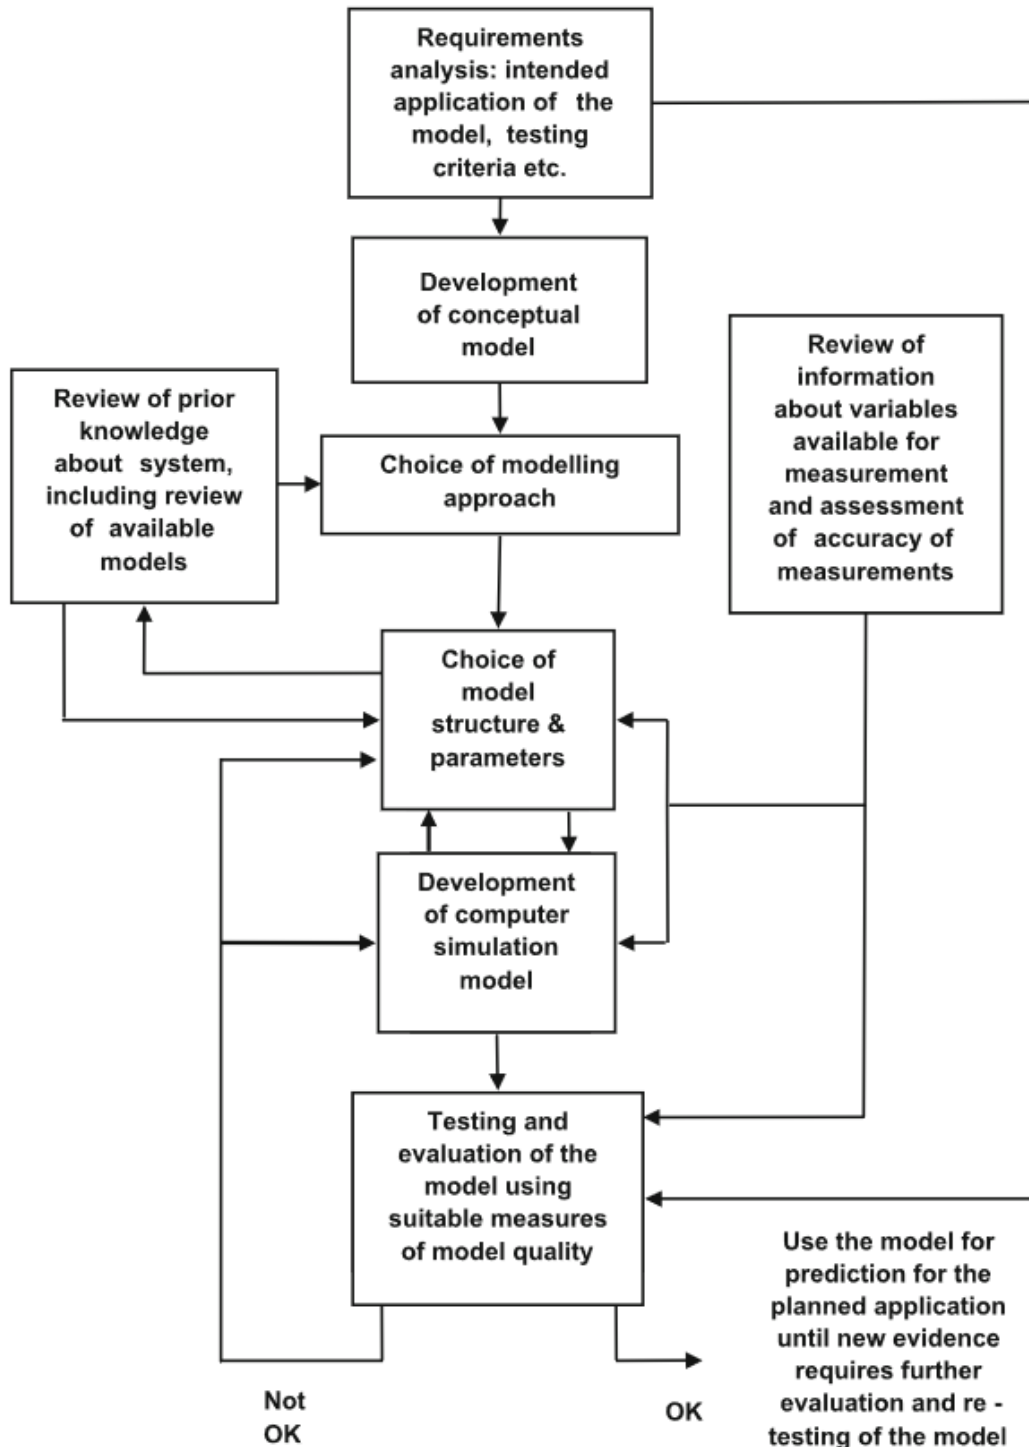 Requirements
analysis: intended
application of the
model, testing
criteria etc.
Development
of conceptual
model
Review of
information
about variables
available for
measurement
and assessment
of accuracy of
measurements
Review of prior
knowledge
about system,
including review
of available
models
Choice of modelling
approach
Choice of
model
structure &
parameters
Development
of computer
simulation
model
Testing and
evaluation of the
model using
suitable measures
of model quality
Use the model for
prediction for the
planned application
until new evidence
requires further
evaluation and re -
testing of the model
Not
OK
OK